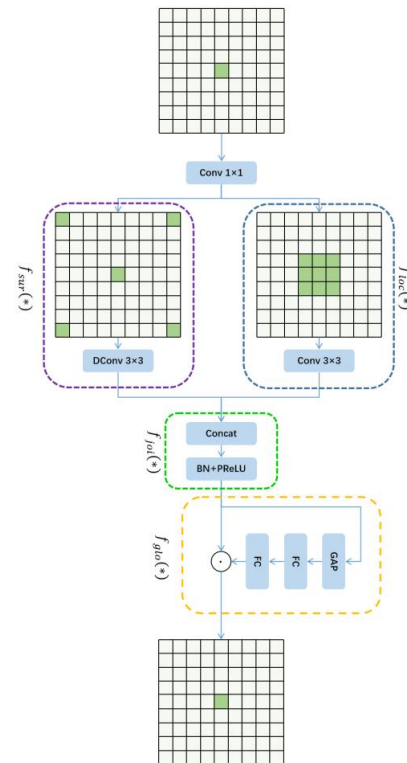 Conv 1×1
f_sur(*)
f_loc(*)
DConv 3×3
Conv 3×3
f_joi(*)
Concat
BN+PReLU
f_glo(*)
FC
FC
GAP